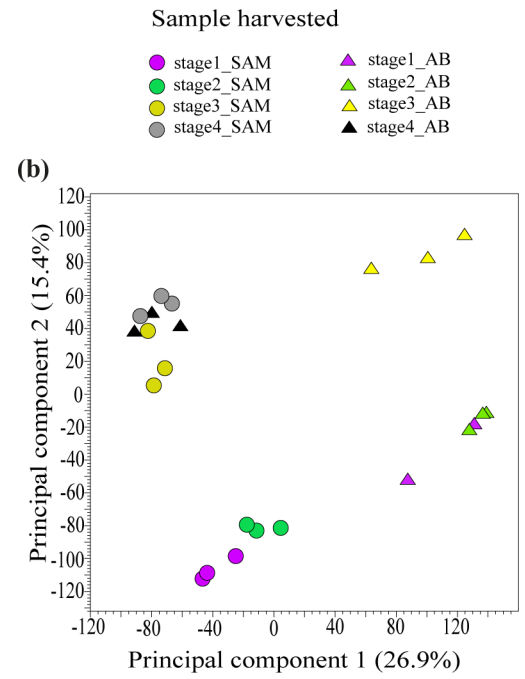 Sample harvested
stage1_SAM
stage1_AB
stage2_SAM
stage2_AB
stage3_SAM
stage3_AB
stage4_SAM
stage4_AB
(b)
Principal component 2 (15.4%)
120
100
80
60
40
20
0
-20
-40
-60
-80
-100
-120
-120
-80
-40
0
40
80
120
Principal component 1 (26.9%)